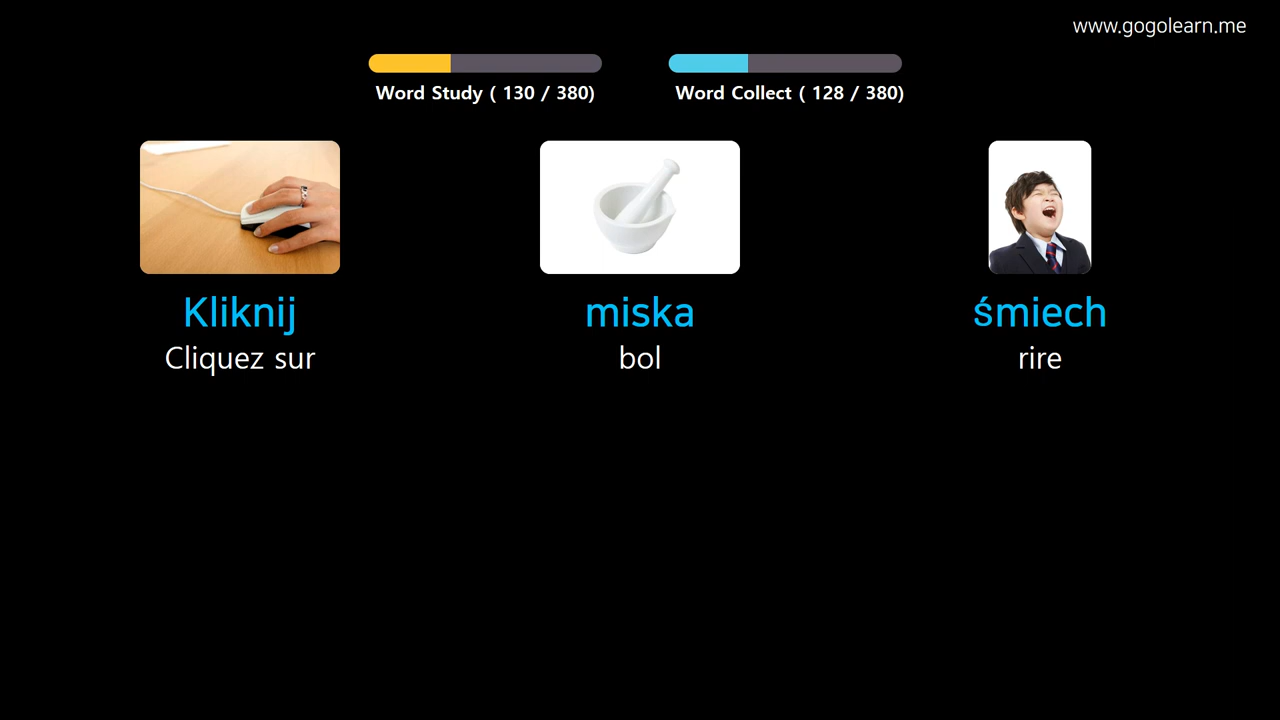 www.gogolearn.me
Word Study ( 130 / 380)
Word Collect ( 128 / 380)
Kliknij
Cliquez sur
miska
bol
śmiech
rire